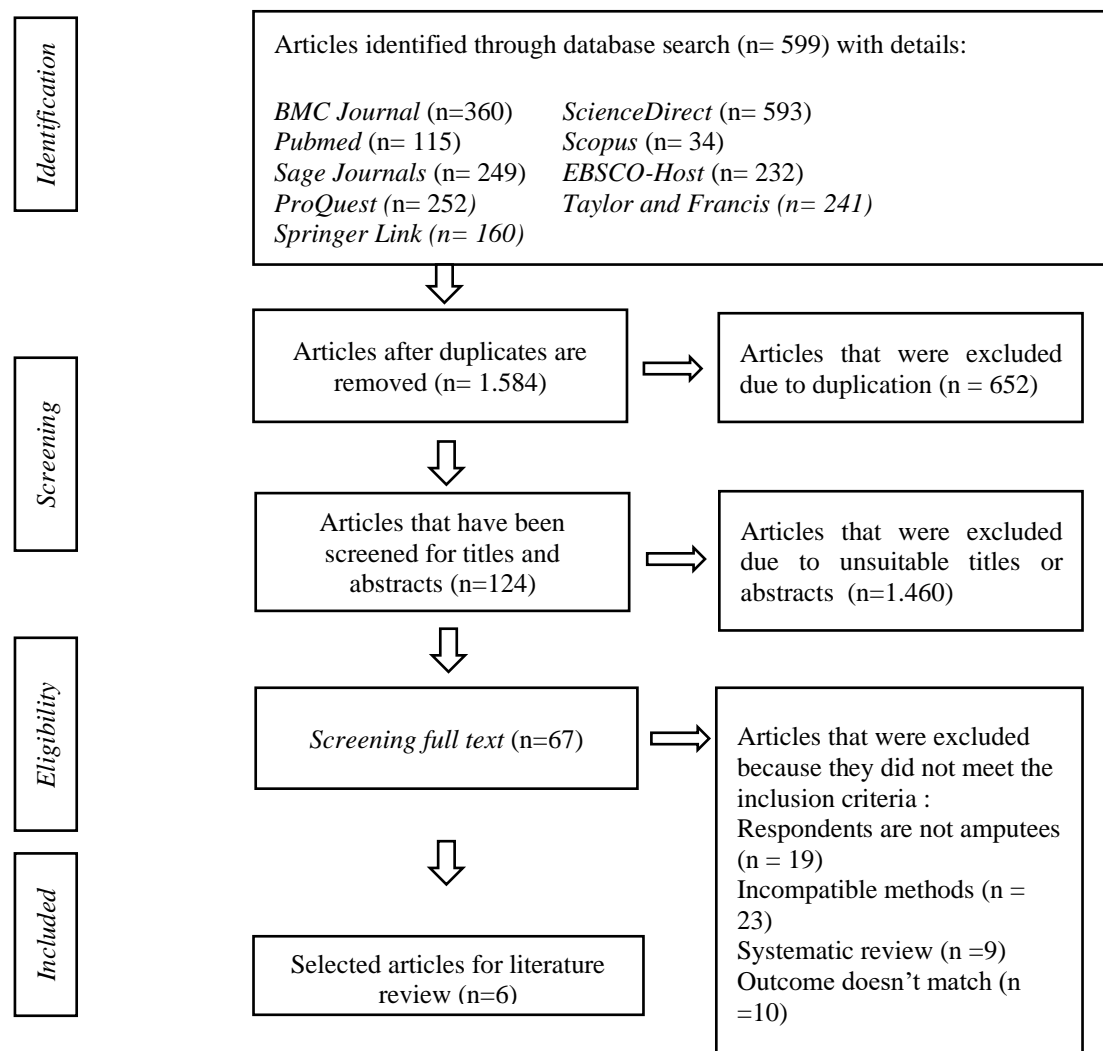 Identification
Articles identified through database search (n= 599) with details:
BMC Journal (n=360) ScienceDirect (n= 593)
Pubmed (n= 115) Scopus (n= 34)
Sage Journals (n= 249) EBSCO-Host (n= 232)
ProQuest (n= 252) Taylor and Francis (n= 241)
Springer Link (n= 160)
Screening
Articles after duplicates are
removed (n= 1.584)
Articles that were excluded
due to duplication (n = 652)
Articles that have been
screened for titles and
abstracts (n=124)
Articles that were excluded
due to unsuitable titles or
abstracts (n=1.460)
Eligibility
Screening full text (n=67)
Articles that were excluded
because they did not meet the
inclusion criteria :
Respondents are not amputees
(n = 19)
Incompatible methods (n =
23)
Systematic review (n =9)
Outcome doesn’t match (n
=10)
Included
Selected articles for literature
review (n=6)